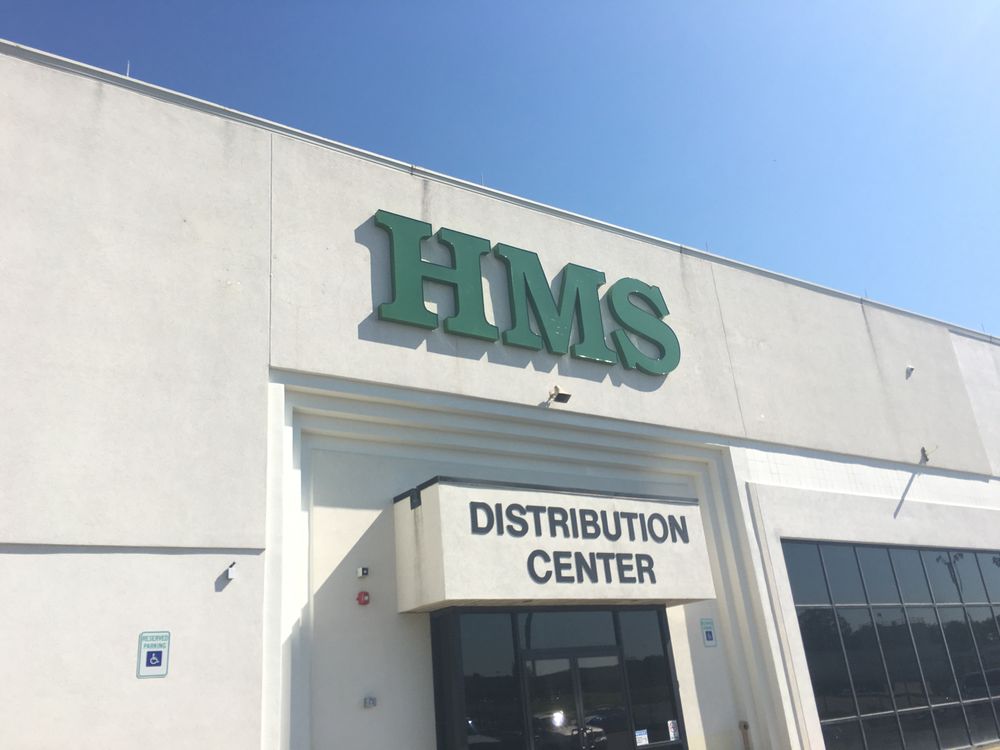 HMS
DISTRIBUTION
CENTER
RESERVED
PARKING